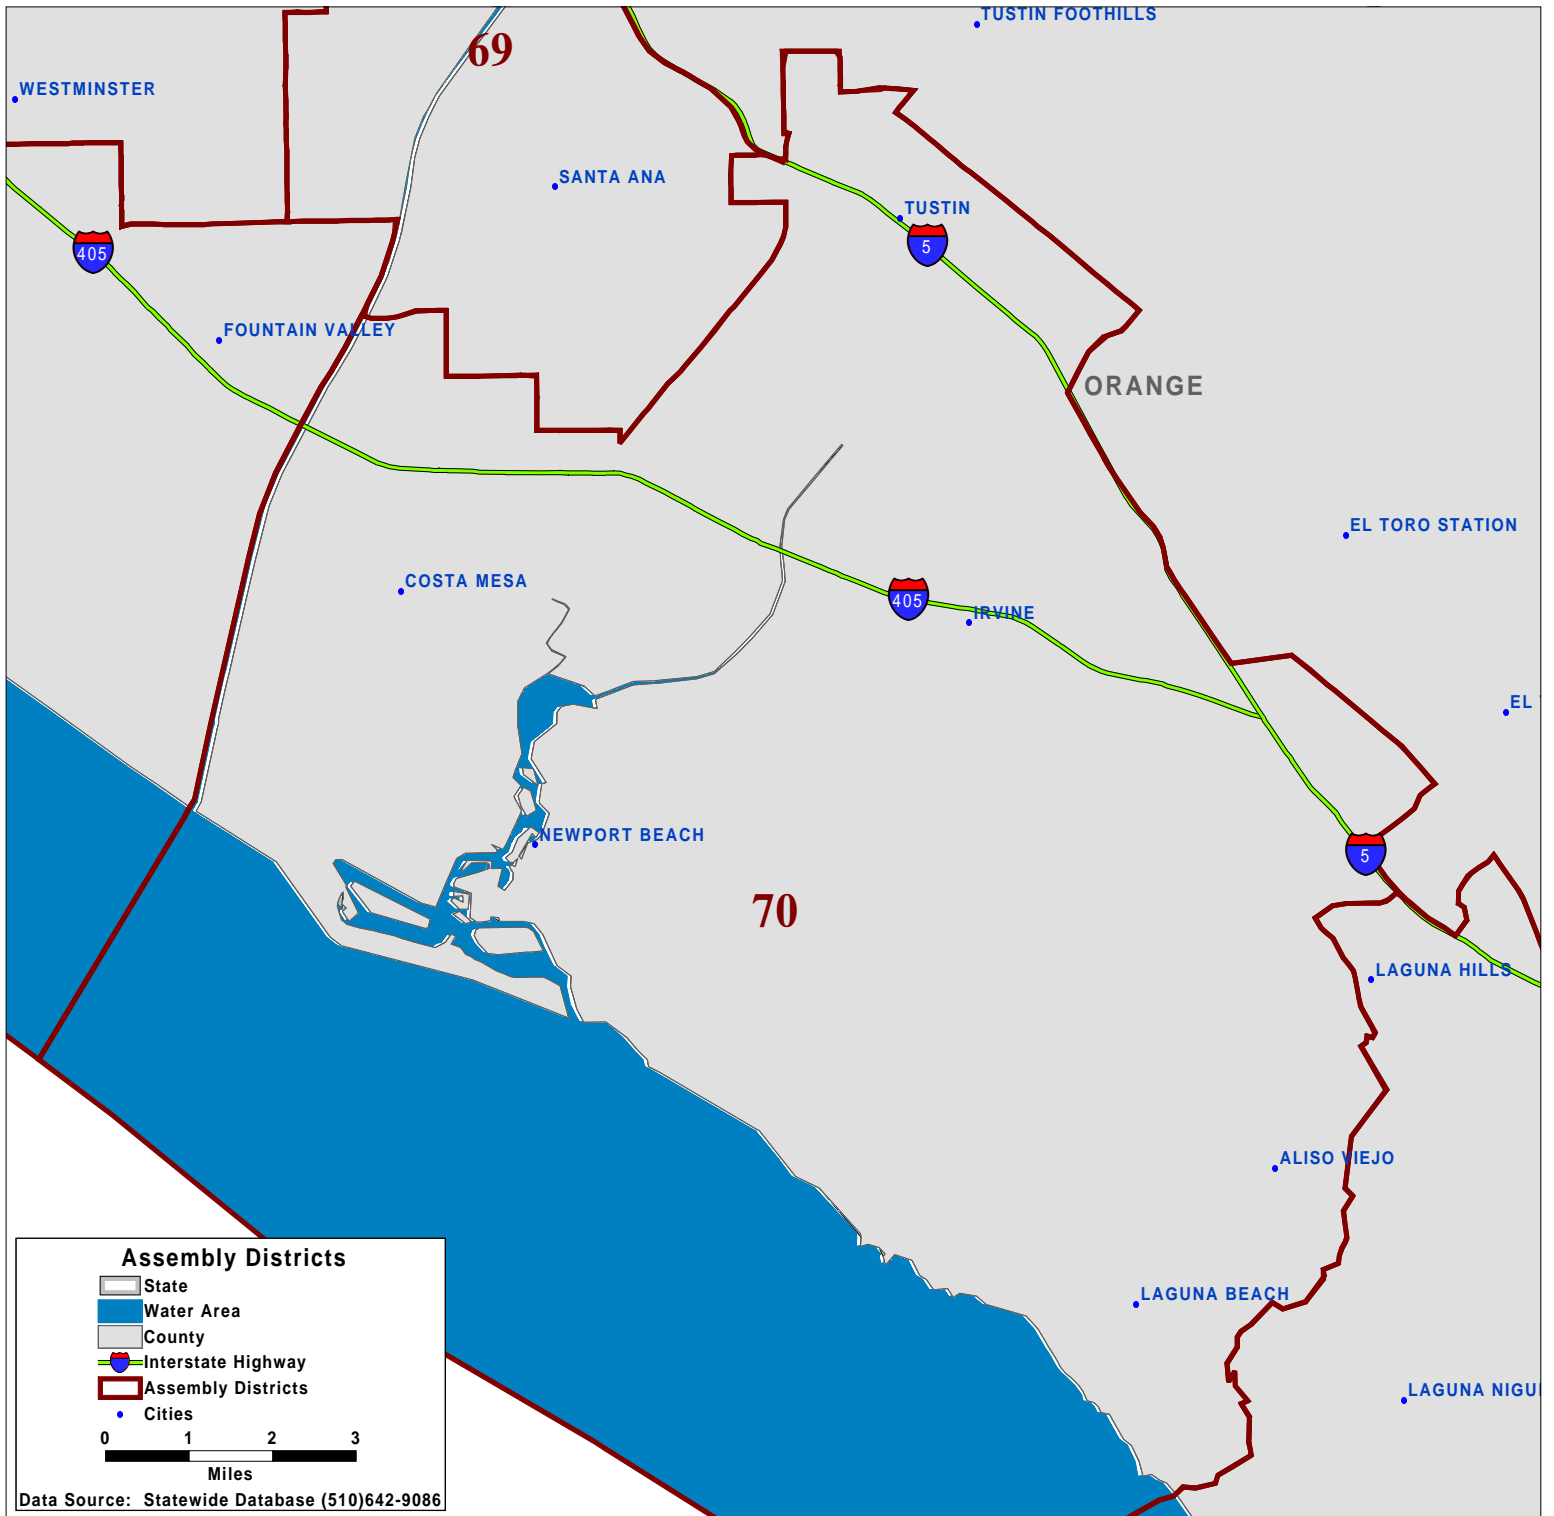 TUSTIN FOOTHILLS
69
WESTMINSTER
SANTA ANA
TUSTIN
5
405
FOUNTAIN VALLEY
ORANGE
EL TORO STATION
COSTA MESA
405
IRVINE
EL
NEWPORT BEACH
5
70
LAGUNA HILLS
ALISO VIEJO
LAGUNA BEACH
LAGUNA NIGU
Assembly Districts
State
Water Area
County
Interstate Highway
Assembly Districts
Cities
0 1 2 3
Miles
Data Source: Statewide Database (510)642-9086